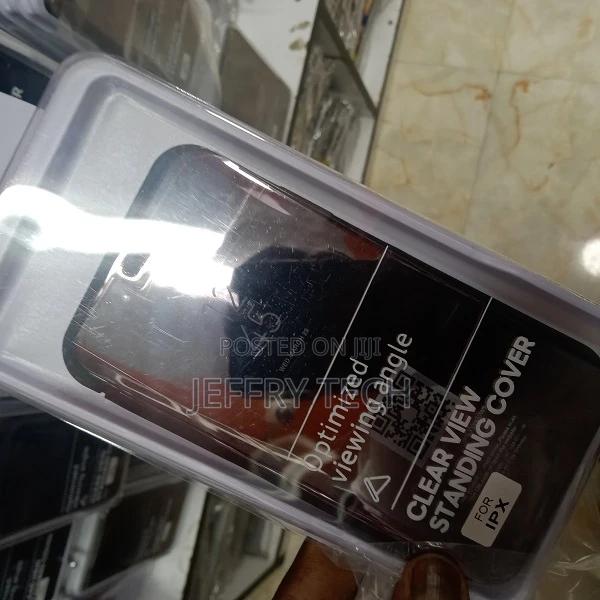 POSTED ON JIJI
JEFFRY TECH
Optimized
viewing angle
CLEAR VIEW
STANDING COVER
FOR
IPX